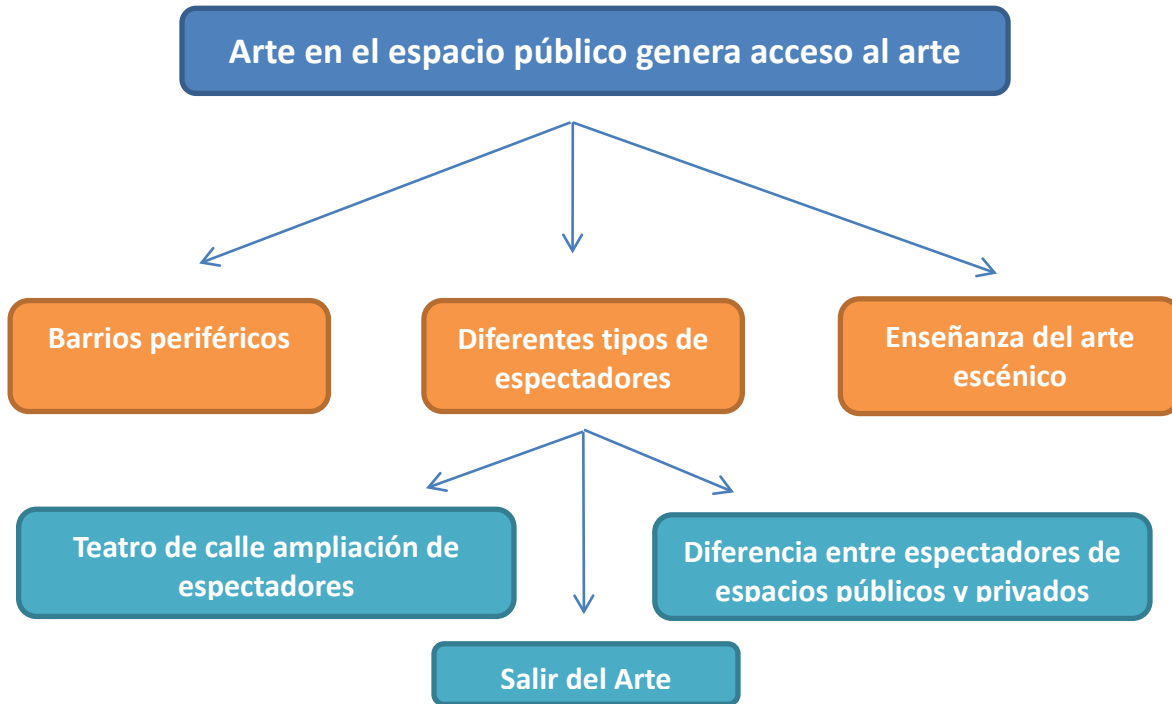 Arte en el espacio público genera acceso al arte
Barrios periféricos
Diferentes tipos de
espectadores
Enseñanza del arte
escénico
Teatro de calle ampliación de
espectadores
Diferencia entre espectadores de
espacios públicos y privados
Salir del Arte